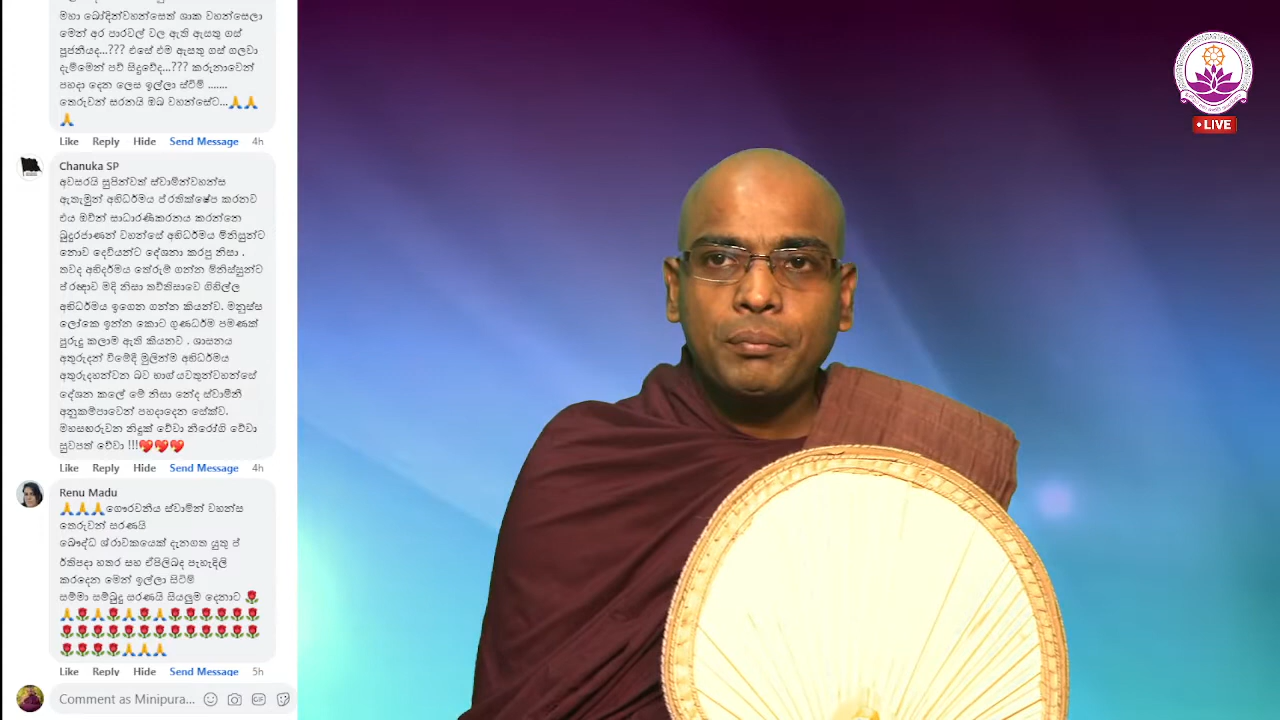 මහා බෝදින්වහන්සෙත් ශාක වහන්සෙලා
මෙන් අර පාරවල් වල ඇති ඇසතු ගස්
පූජනීයද...??? එසේ එම ඇසතු ගස් ගලවා
දැම්මෙන් පව් සිදුවේද...??? කරුනාවෙන්
පහදා දෙන ලෙස ඉල්ලා ස්ටිමි .......
තෙරුවන් සරනයි ඔබ වහන්සේට...🙏🙏
🙏
Like Reply Hide Send Message 4h
Chanuka SP
අවසරයි සුපින්වත් ස්වාමින්වහන්ස
ඇතැමුන් අභිධර්මය ප්‍රතික්ෂේප කරනව
එය ඔව්න් සාධාරණිකරනය කරන්නෙ
බුදුරජාණන් වහන්සේ අභිධර්මය මිනිසුන්ට
නොව දෙවියන්ට දේශනා කරපු නිසා .
තවද අභිදර්මය තේරුම් ගන්න මිනිස්සුන්ට
ප්‍රඥාව මදි නිසා තව්තිසාවෙ ගිහිල්ල
අභිධර්මය ඉගෙන ගන්න කියන්ව. මනුස්ස
ලෝකෙ ඉන්න කොට ගුණධර්ම පමණක්
පුරුදු කලාම ඇති කියනව . ශාසනය
අතුරුදන් වීමේදි මුලින්ම අභිධර්මය
අතුරුදහන්වන බව භාග්‍යවතුන්වහන්සේ
දේශන කලේ මේ නිසා නේද ස්වාමීනී
අනුකම්පාවෙන් පහදාදෙන සේක්ව.
මහසඟරුවන නිදුක් වේවා නිරෝගි වේවා
සුවපත් වේවා !!!💖💖💖
Like Reply Hide Send Message 4h
Renu Madu
🙏🙏🙏ගෞරවනීය ස්වාමින් වහන්ස
තෙරුවන් සරණයි
බෞද්ධ ශ්‍රාවකයෙක් දැනගත යුතු ප්
‍රතිපදා හතර සහ ඒපිලිබද පැහැදිලි
කරදෙන මෙන් ඉල්ලා සිටිමි
සම්මා සම්බුදු සරණයි සියලුම දෙනාට 🌹
🙏🌹🙏🌹🙏🌹🙏🌹🌹🌹🌹🌹🌹
🌹🌹🌹🌹🌹🌹🌹🌹🌹🌹🌹🌹🌹
🌹🌹🌹🌹🙏🙏🙏
Like Reply Hide Send Message 5h
Comment as Minipura...
GIF
• LIVE